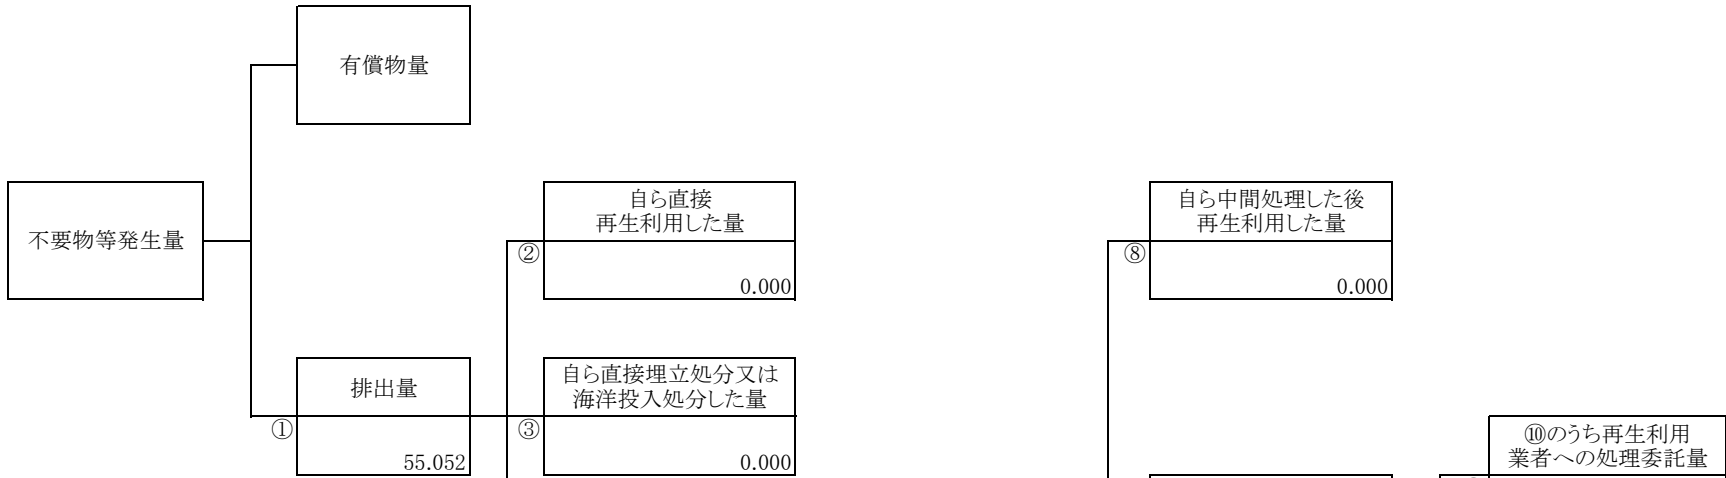 有償物量
不要物等発生量
自ら直接
再生利用した量
②
0.000
自ら中間処理した後
再生利用した量
⑧
0.000
排出量
①
55.052
自ら直接埋立処分又は
海洋投入処分した量
③
0.000
⑩のうち再生利用
業者への処理委託量